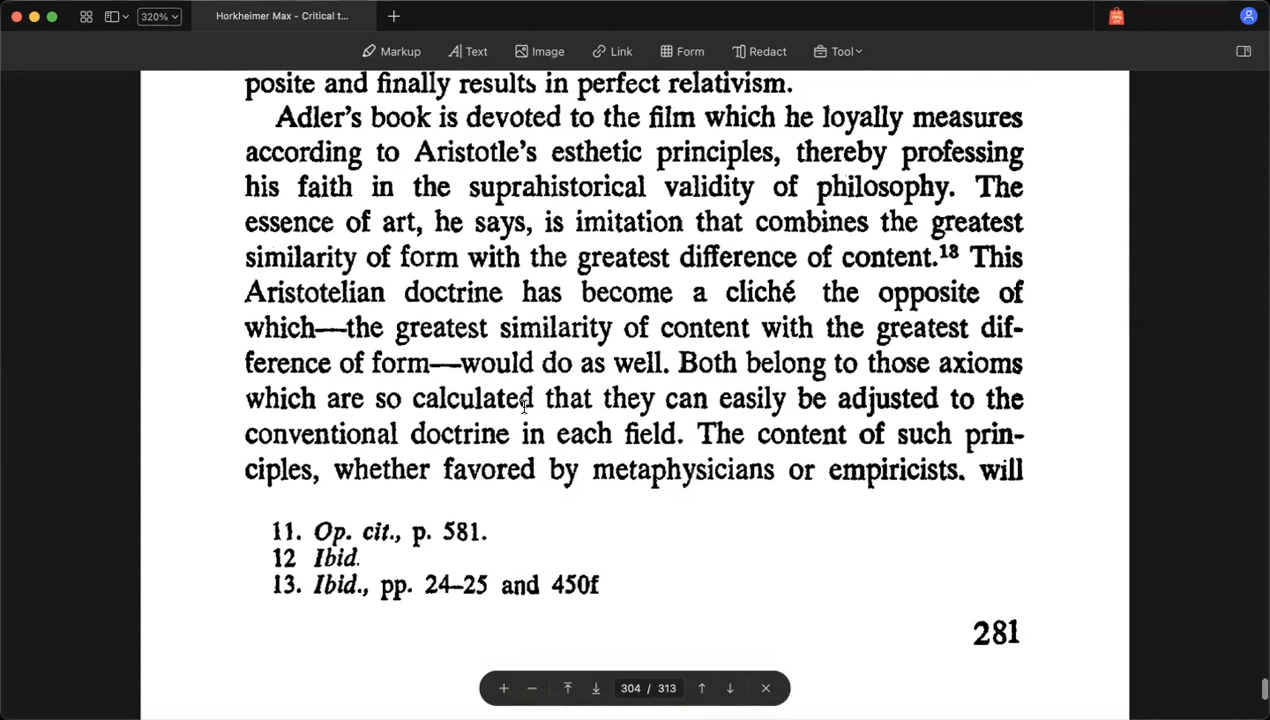 320%
Horkheimer Max - Critical t...
Markup
Text
Image
Link
Form
Redact
Tool
posite and finally results in perfect relativism.
Adler's book is devoted to the film which he loyally measures
according to Aristotle's esthetic principles, thereby professing
his faith in the suprahistorical validity of philosophy. The
essence of art, he says, is imitation that combines the greatest
similarity of form with the greatest difference of content.13 This
Aristotelian doctrine has become a cliché the opposite of
which—the greatest similarity of content with the greatest dif-
ference of form—would do as well. Both belong to those axioms
which are so calculated that they can easily be adjusted to the
conventional doctrine in each field. The content of such prin-
ciples, whether favored by metaphysicians or empiricists. will
11. Op. cit., p. 581.
12 Ibid.
13. Ibid., pp. 24–25 and 450f
281
304 / 313